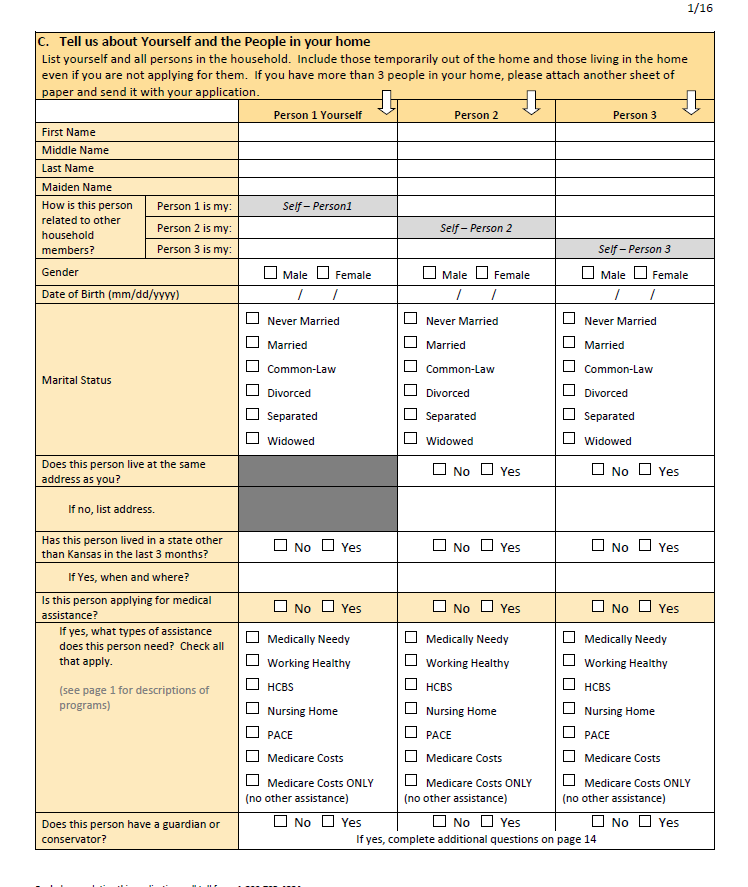 1/16
C. Tell us about Yourself and the People in your home
List yourself and all persons in the household. Include those temporarily out of the home and those living in the home
even if you are not applying for them. If you have more than 3 people in your home, please attach another sheet of
paper and send it with your application.
Person 1 Yourself Person 2 Person 3
First Name
Middle Name
Last Name
Maiden Name
How is this person
related to other
household
members?
Person 1 is my: Self – Person1
Person 2 is my: Self – Person 2
Person 3 is my: Self – Person 3
Gender Male Female Male Female Male Female
Date of Birth (mm/dd/yyyy) / / / / / /
Marital Status
Never Married Never Married Never Married
Married Married Married
Common-Law Common-Law Common-Law
Divorced Divorced Divorced
Separated Separated Separated
Widowed Widowed Widowed
Does this person live at the same
address as you?
No Yes No Yes
If no, list address.
Has this person lived in a state other
than Kansas in the last 3 months?
No Yes No Yes No Yes
If Yes, when and where?
Is this person applying for medical
assistance?
No Yes No Yes No Yes
If yes, what types of assistance
does this person need? Check all
that apply.
(see page 1 for descriptions of
programs)
Medically Needy Medically Needy Medically Needy
Working Healthy Working Healthy Working Healthy
HCBS HCBS HCBS
Nursing Home Nursing Home Nursing Home
PACE PACE PACE
Medicare Costs Medicare Costs Medicare Costs
Medicare Costs ONLY Medicare Costs ONLY Medicare Costs ONLY
(no other assistance) (no other assistance) (no other assistance)
Does this person have a guardian or
conservator?
No Yes No Yes No Yes
If yes, complete additional questions on page 14